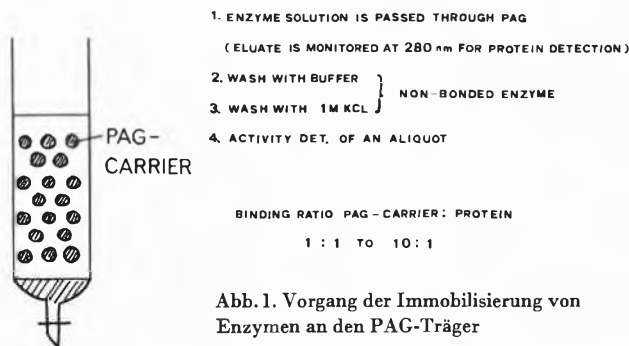 1. ENZYME SOLUTION IS PASSED THROUGH PAG
(ELUATE IS MONITORED AT 280 nm FOR PROTEIN DETECTION)
2. WASH WITH BUFFER
3. WASH WITH 1M KCL
NON-BONDED ENZYME
4. ACTIVITY DET. OF AN ALIQUOT
PAG-
CARRIER
BINDING RATIO PAG-CARRIER: PROTEIN
1 : 1 TO 10 : 1
Abb. 1. Vorgang der Immobilisierung von
Enzymen an den PAG-Träger